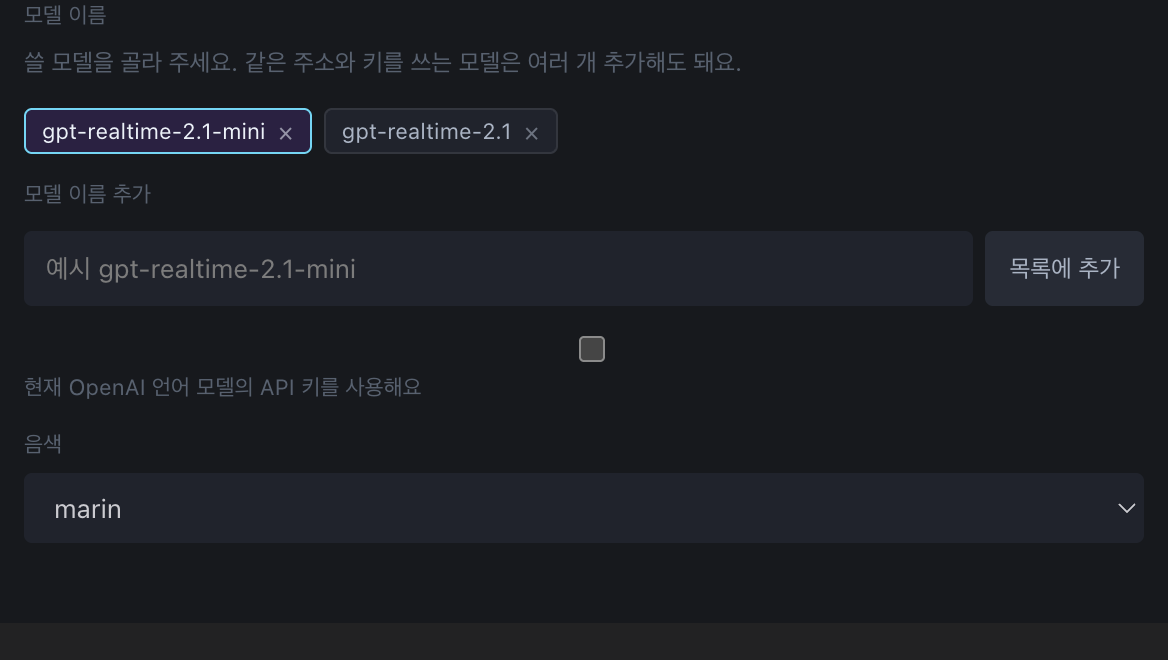 모델 이름
쓸 모델을 골라 주세요. 같은 주소와 키를 쓰는 모델은 여러 개 추가해도 돼요.
gpt-realtime-2.1-mini × gpt-realtime-2.1 ×
모델 이름 추가
예시 gpt-realtime-2.1-mini 목록에 추가
현재 OpenAI 언어 모델의 API 키를 사용해요
음색
marin